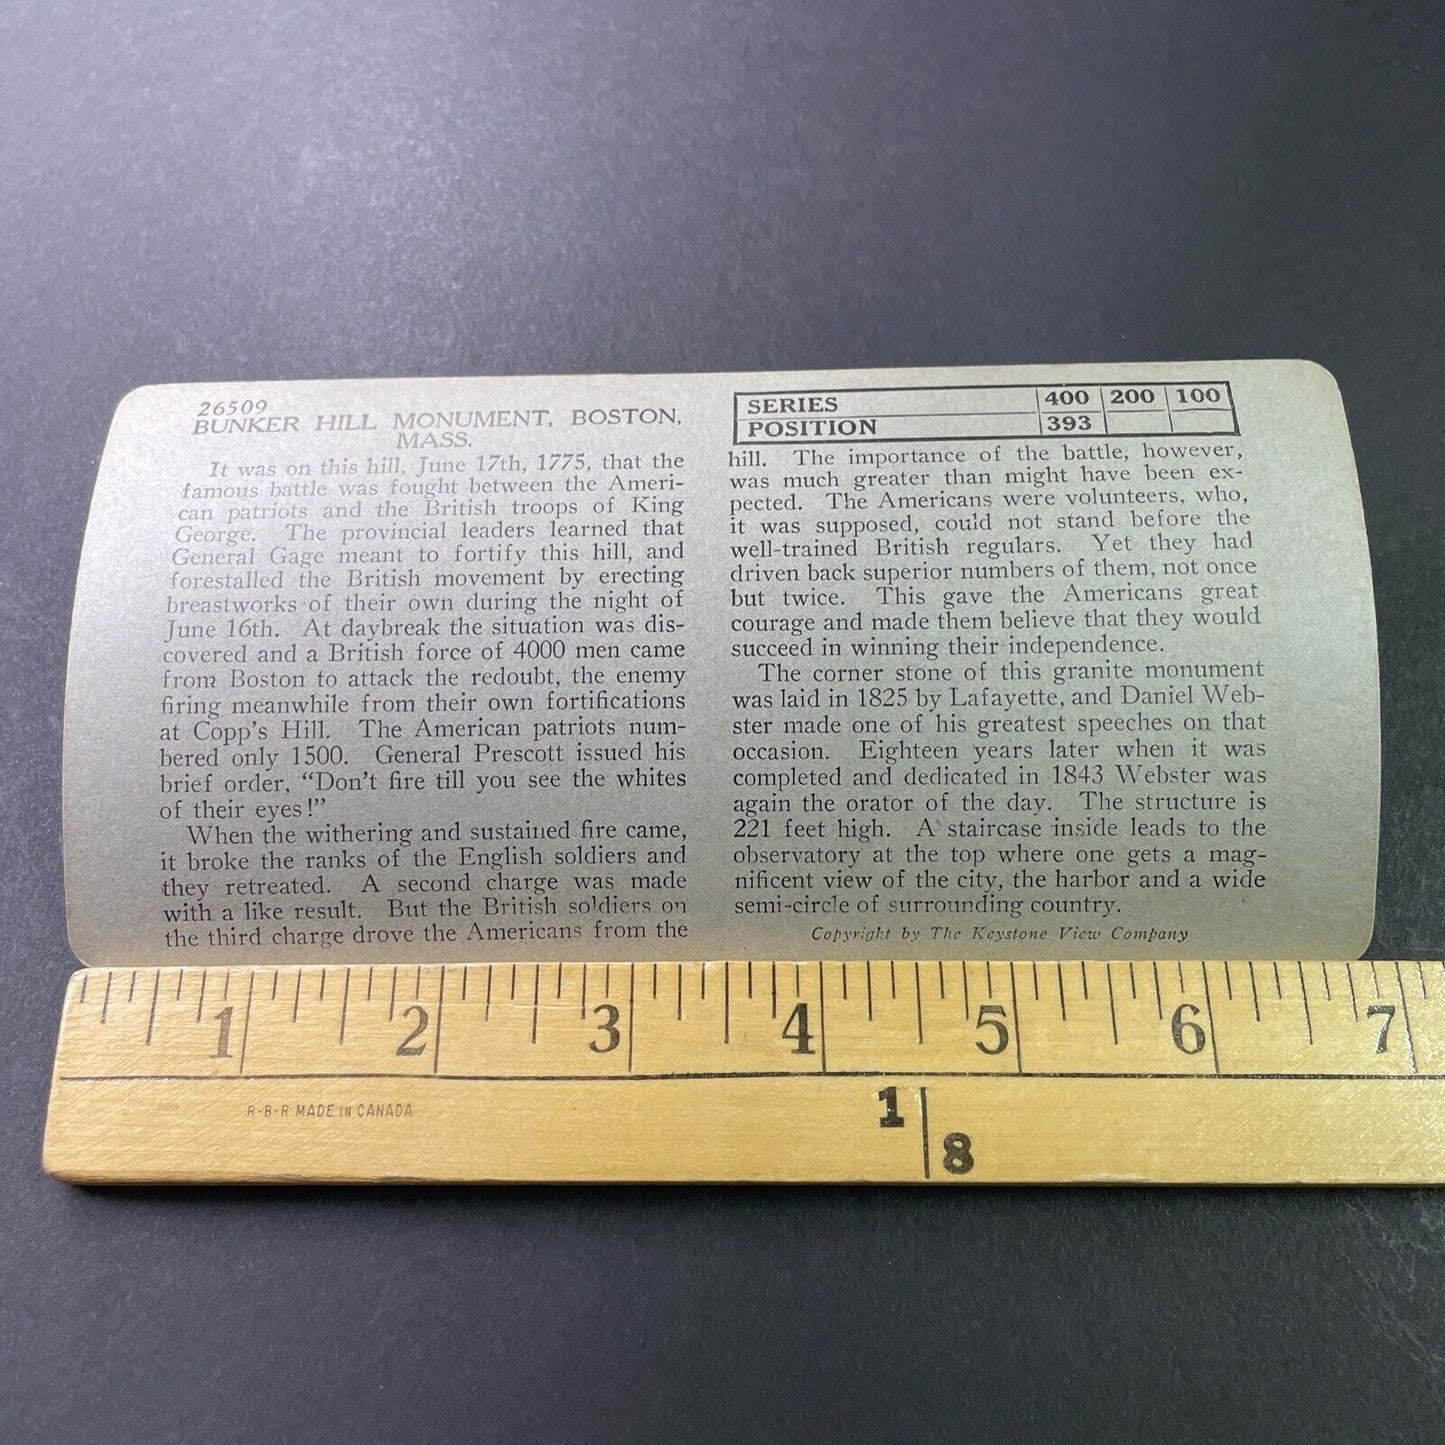 26509
BUNKER HILL MONUMENT, BOSTON,
MASS.
It was on this hill, June 17th, 1775, that the
famous battle was fought between the Ameri-
can patriots and the British troops of King
George. The provincial leaders learned that
General Gage meant to fortify this hill, and
forestalled the British movement by erecting
breastworks of their own during the night of
June 16th. At daybreak the situation was dis-
covered and a British force of 4000 men came
from Boston to attack the redoubt, the enemy
firing meanwhile from their own fortifications
at Copp's Hill. The American patriots num-
bered only 1500. General Prescott issued his
brief order, "Don't fire till you see the whites
of their eyes!"
When the withering and sustained fire came,
it broke the ranks of the English soldiers and
they retreated. A second charge was made
with a like result. But the British soldiers on
the third charge drove the Americans from the
SERIES 400 200 100
POSITION 393
hill. The importance of the battle, however,
was much greater than might have been ex-
pected. The Americans were volunteers, who,
it was supposed, could not stand before the
well-trained British regulars. Yet they had
driven back superior numbers of them, not once
but twice. This gave the Americans great
courage and made them believe that they would
succeed in winning their independence.
The corner stone of this granite monument
was laid in 1825 by Lafayette, and Daniel Web-
ster made one of his greatest speeches on that
occasion. Eighteen years later when it was
completed and dedicated in 1843 Webster was
again the orator of the day. The structure is
221 feet high. A staircase inside leads to the
observatory at the top where one gets a mag-
nificent view of the city, the harbor and a wide
semi-circle of surrounding country.
Copyright by The Keystone View Company
1 2 3 4 5 6 7
R-B-R MADE IN CANADA
1
8